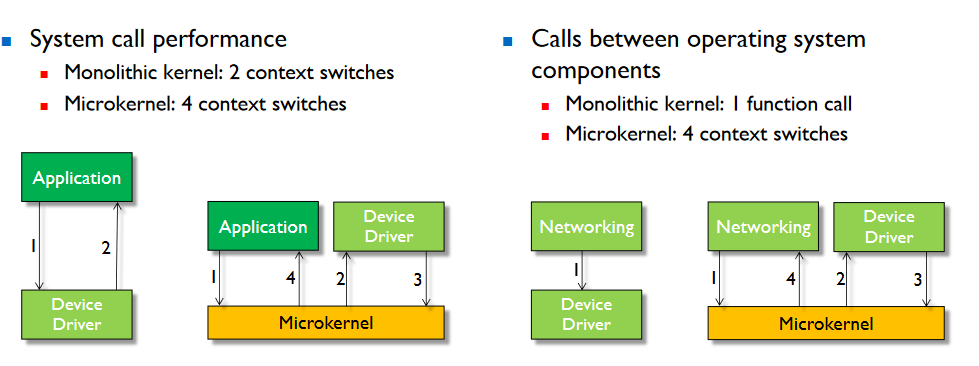 System call performance
Monolithic kernel: 2 context switches
Microkernel: 4 context switches
Application
1
2
Device
Driver
Application
Device
Driver
1
4
2
3
Microkernel
Calls between operating system
components
Monolithic kernel: 1 function call
Microkernel: 4 context switches
Networking
1
Device
Driver
Networking
Device
Driver
1
4
2
3
Microkernel